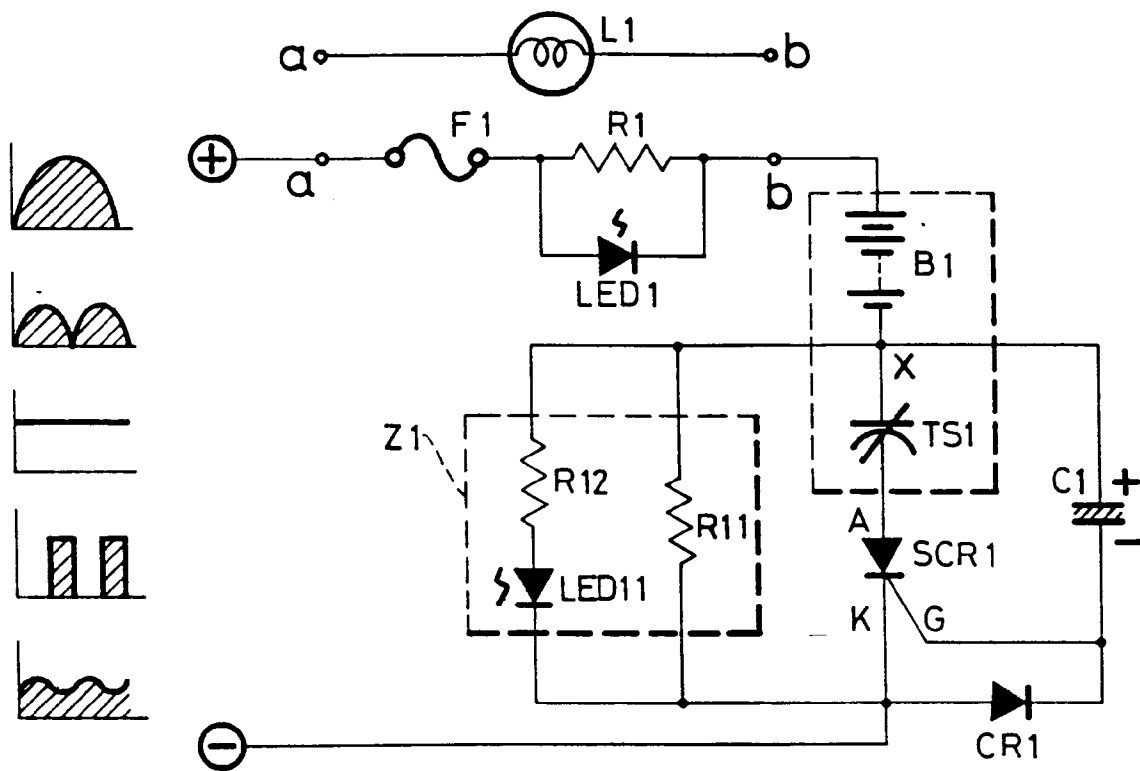 L1
a b
F1 R1
+
a b
LED1
B1
X
Z1
TS1
R12
C1 +
R11
A
−
SCR1
LED11
K G
CR1
−